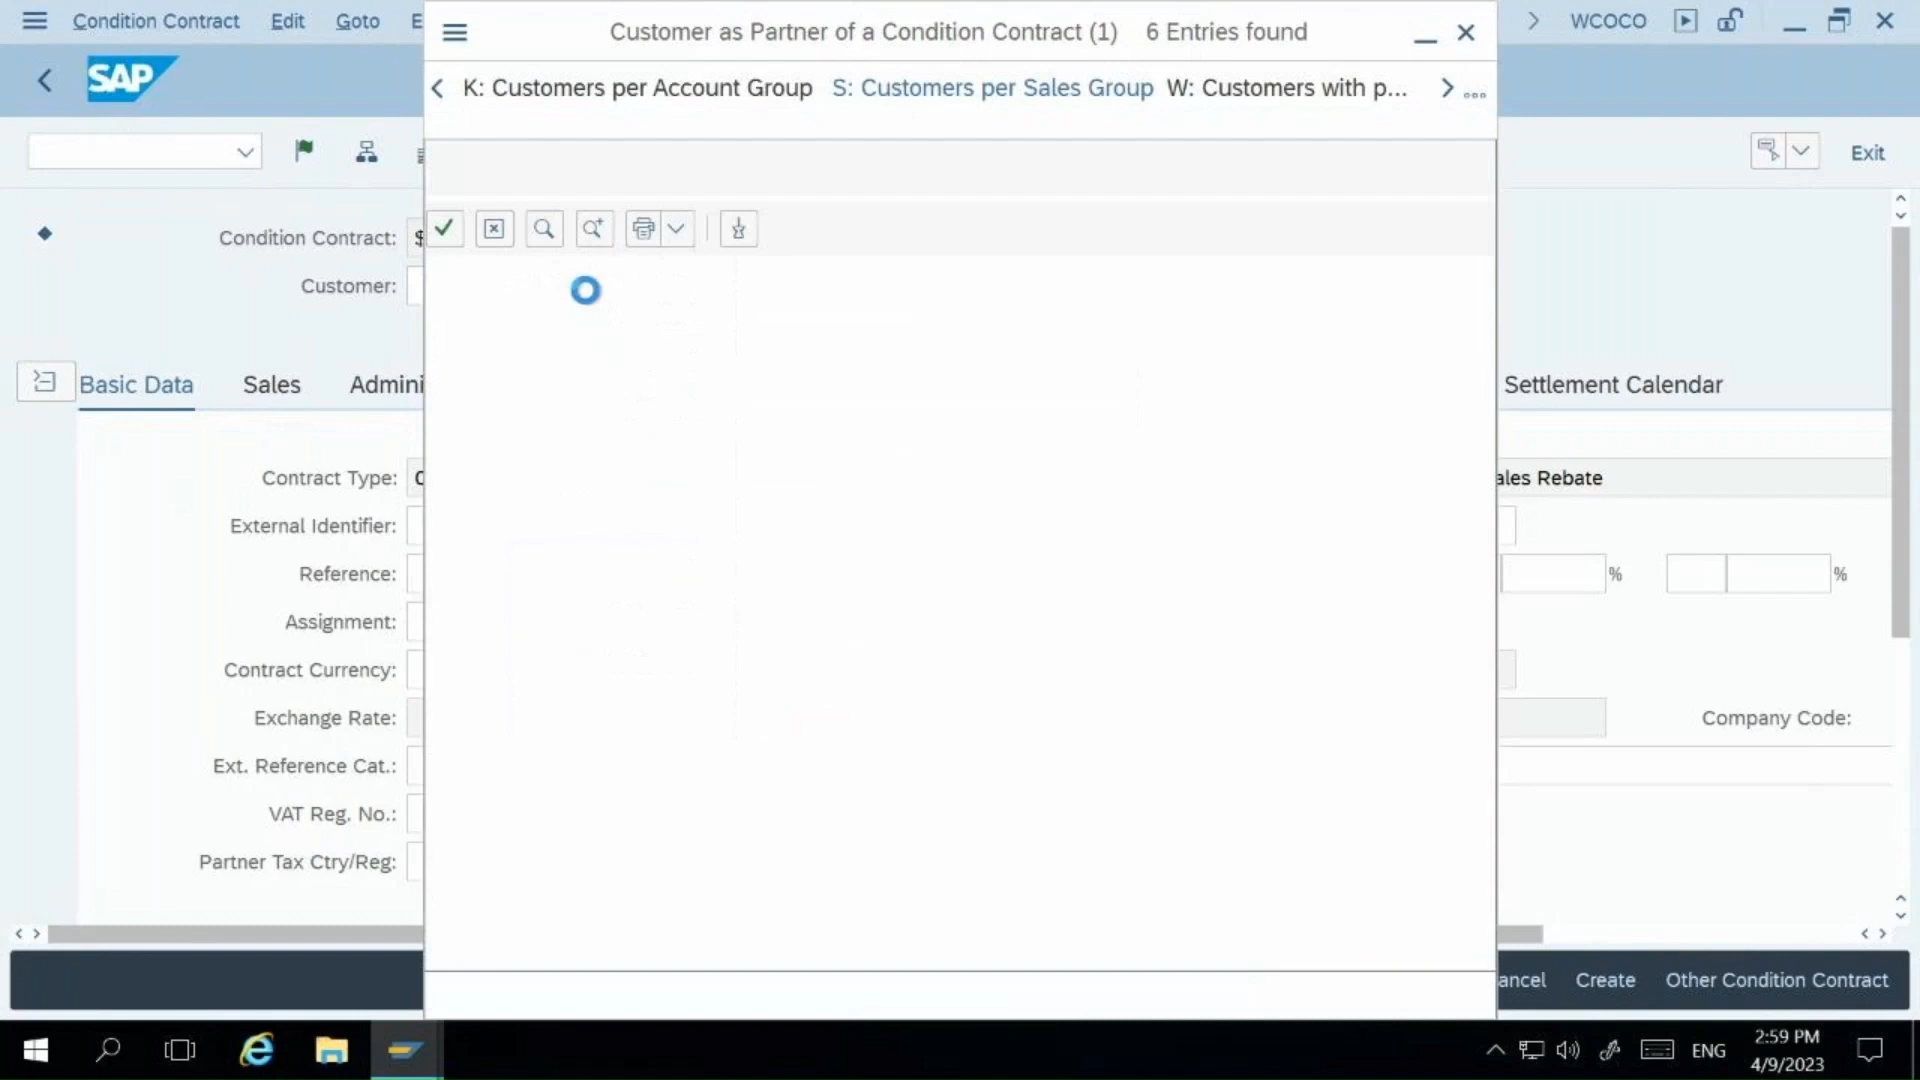 Condition Contract Edit Goto E
Customer as Partner of a Condition Contract (1) 6 Entries found
WCOCO
SAP
K: Customers per Account Group S: Customers per Sales Group W: Customers with p...
Exit
Condition Contract: $
Customer:
Basic Data Sales Admini
Settlement Calendar
Contract Type: C
ales Rebate
External Identifier:
Reference:
% %
Assignment:
Contract Currency:
Exchange Rate:
Company Code:
Ext. Reference Cat.:
VAT Reg. No.:
Partner Tax Ctry/Reg:
ancel Create Other Condition Contract
ENG
2:59 PM
4/9/2023